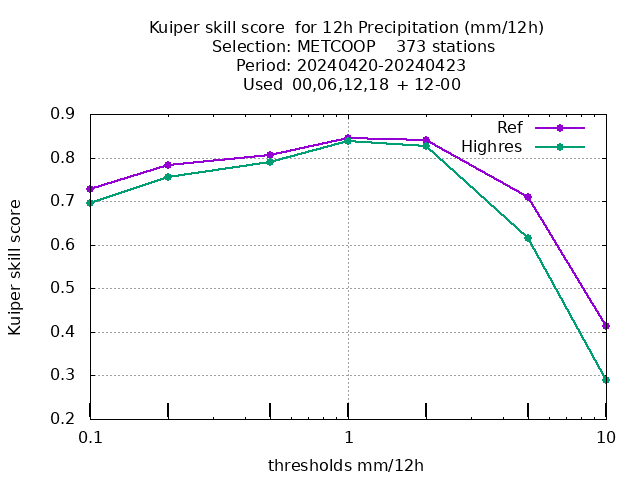 Kuiper skill score  for 12h Precipitation (mm/12h)
Selection: METCOOP    373 stations
Period: 20240420-20240423
Used  00,06,12,18 + 12-00
Ref
Highres
0.9
0.8
0.7
0.6
0.5
0.4
0.3
0.2
Kuiper skill score
0.1
1
10
thresholds mm/12h